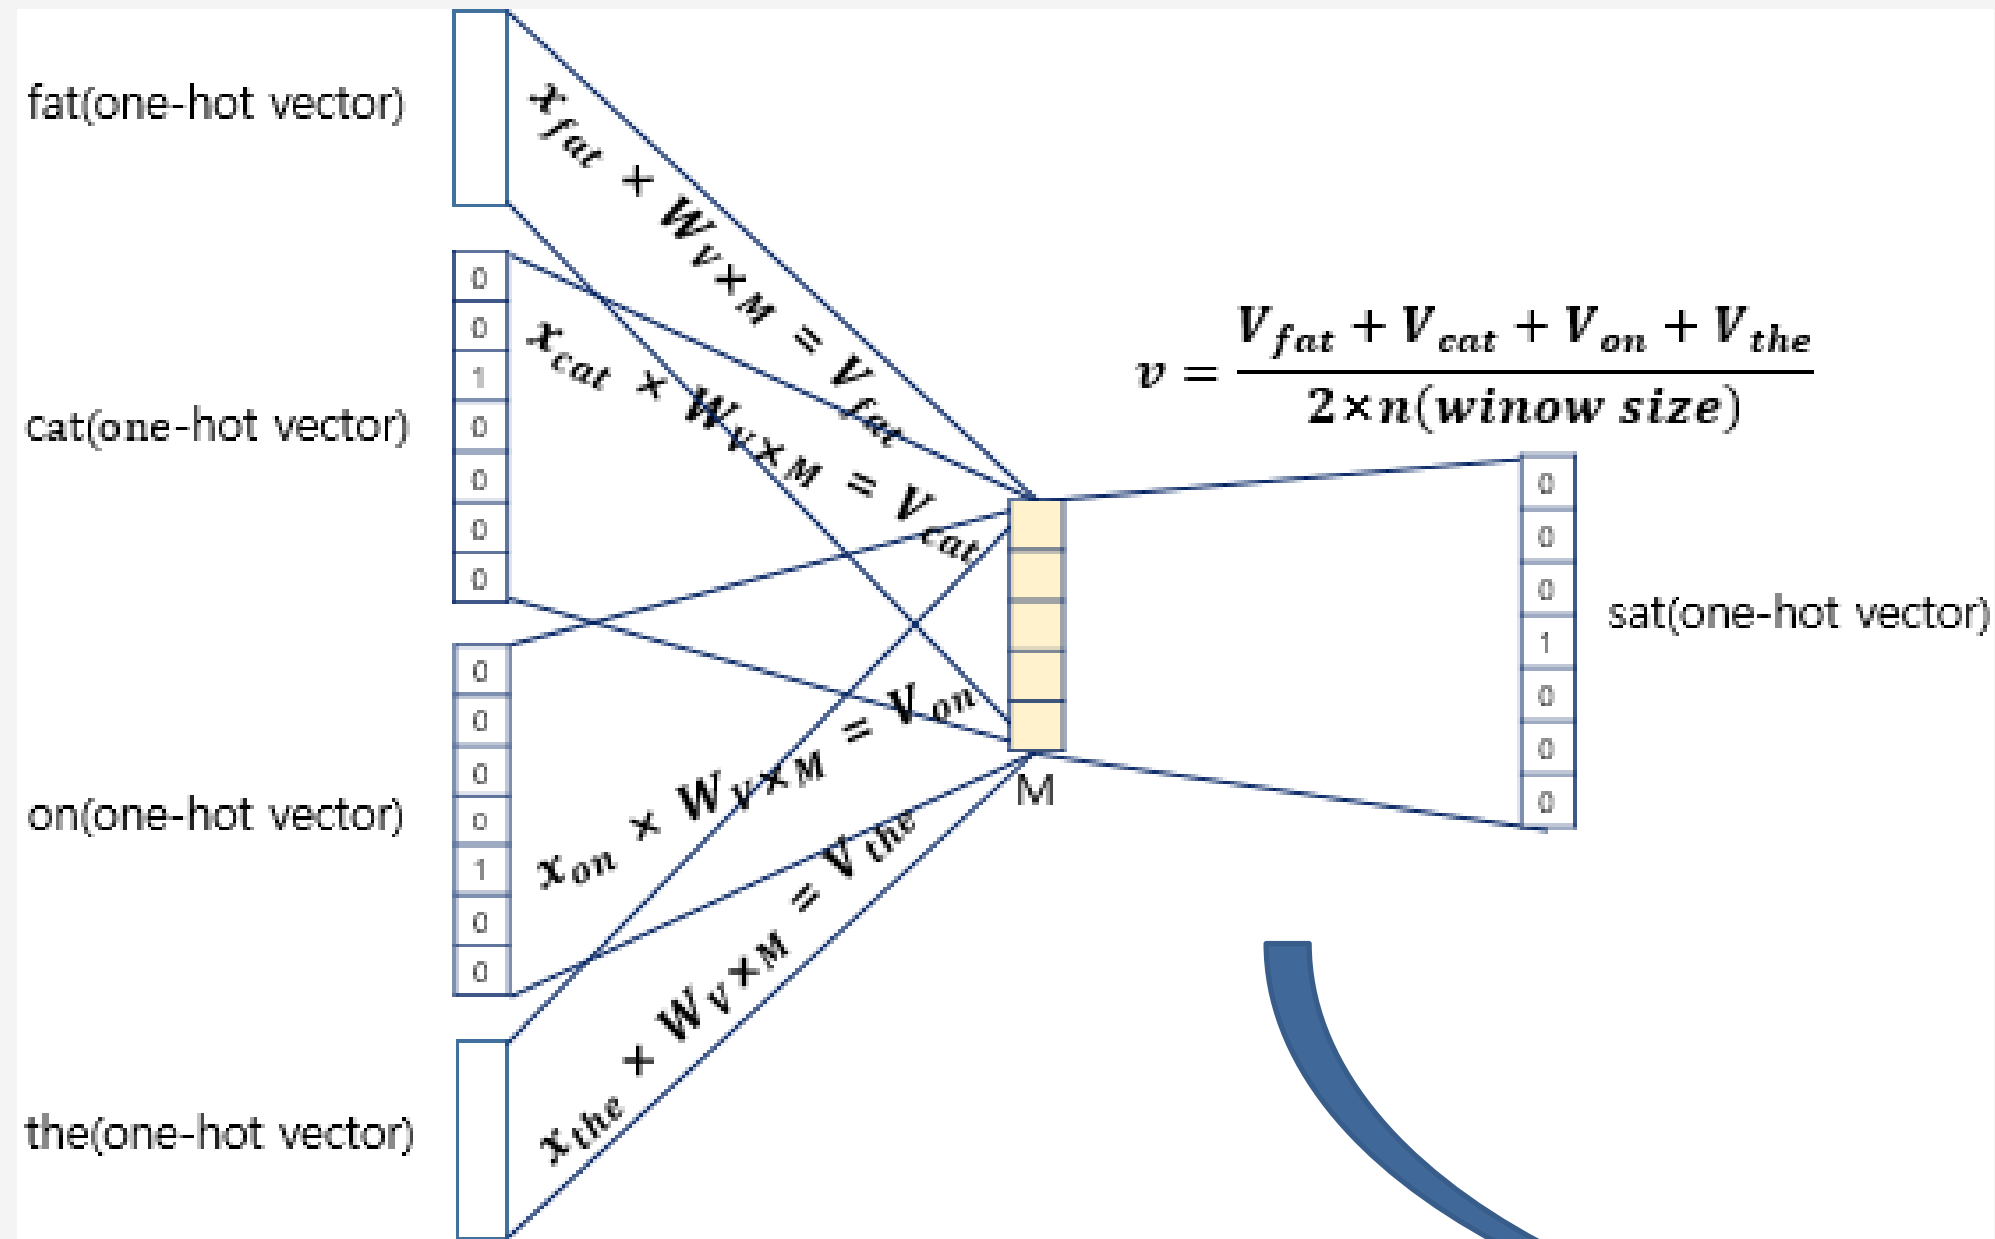 fat(one-hot vector)
x_fat × W_V×M = V_fat
0
0
1
0
0
0
0
cat(one-hot vector)
x_cat × W_V×M = V_cat
v = (V_fat + V_cat + V_on + V_the) / (2×n(winow size))
0
0
0
1
0
0
0
sat(one-hot vector)
M
0
0
0
0
1
0
0
on(one-hot vector)
x_on × W_V×M = V_on
the(one-hot vector)
x_the × W_V×M = V_the